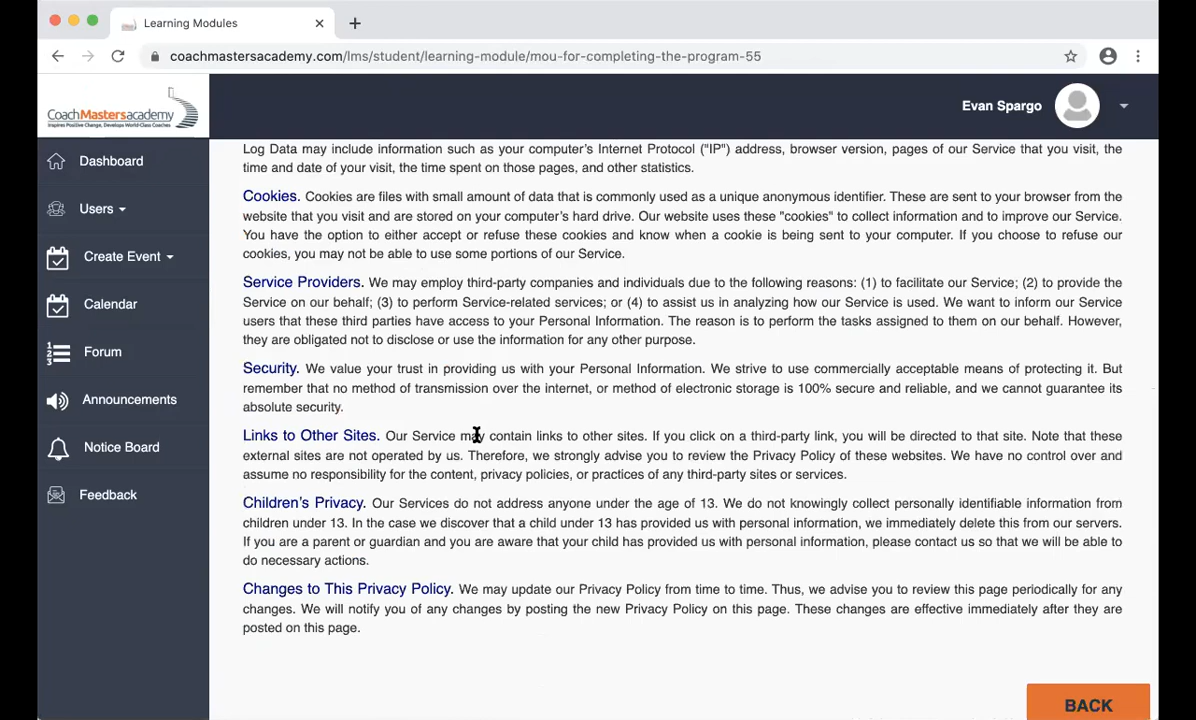 Learning Modules
coachmastersacademy.com/lms/student/learning-module/mou-for-completing-the-program-55
CoachMastersacademy
Inspires Positive Change, Develops World-Class Coaches
Evan Spargo
Dashboard
Users
Create Event
Calendar
Forum
Announcements
Notice Board
Feedback
Log Data may include information such as your computer's Internet Protocol ("IP") address, browser version, pages of our Service that you visit, the
time and date of your visit, the time spent on those pages, and other statistics.
Cookies. Cookies are files with small amount of data that is commonly used as a unique anonymous identifier. These are sent to your browser from the
website that you visit and are stored on your computer's hard drive. Our website uses these "cookies" to collect information and to improve our Service.
You have the option to either accept or refuse these cookies and know when a cookie is being sent to your computer. If you choose to refuse our
cookies, you may not be able to use some portions of our Service.
Service Providers. We may employ third-party companies and individuals due to the following reasons: (1) to facilitate our Service; (2) to provide the
Service on our behalf; (3) to perform Service-related services; or (4) to assist us in analyzing how our Service is used. We want to inform our Service
users that these third parties have access to your Personal Information. The reason is to perform the tasks assigned to them on our behalf. However,
they are obligated not to disclose or use the information for any other purpose.
Security. We value your trust in providing us with your Personal Information. We strive to use commercially acceptable means of protecting it. But
remember that no method of transmission over the internet, or method of electronic storage is 100% secure and reliable, and we cannot guarantee its
absolute security.
Links to Other Sites. Our Service may contain links to other sites. If you click on a third-party link, you will be directed to that site. Note that these
external sites are not operated by us. Therefore, we strongly advise you to review the Privacy Policy of these websites. We have no control over and
assume no responsibility for the content, privacy policies, or practices of any third-party sites or services.
Children's Privacy. Our Services do not address anyone under the age of 13. We do not knowingly collect personally identifiable information from
children under 13. In the case we discover that a child under 13 has provided us with personal information, we immediately delete this from our servers.
If you are a parent or guardian and you are aware that your child has provided us with personal information, please contact us so that we will be able to
do necessary actions.
Changes to This Privacy Policy. We may update our Privacy Policy from time to time. Thus, we advise you to review this page periodically for any
changes. We will notify you of any changes by posting the new Privacy Policy on this page. These changes are effective immediately after they are
posted on this page.
BACK